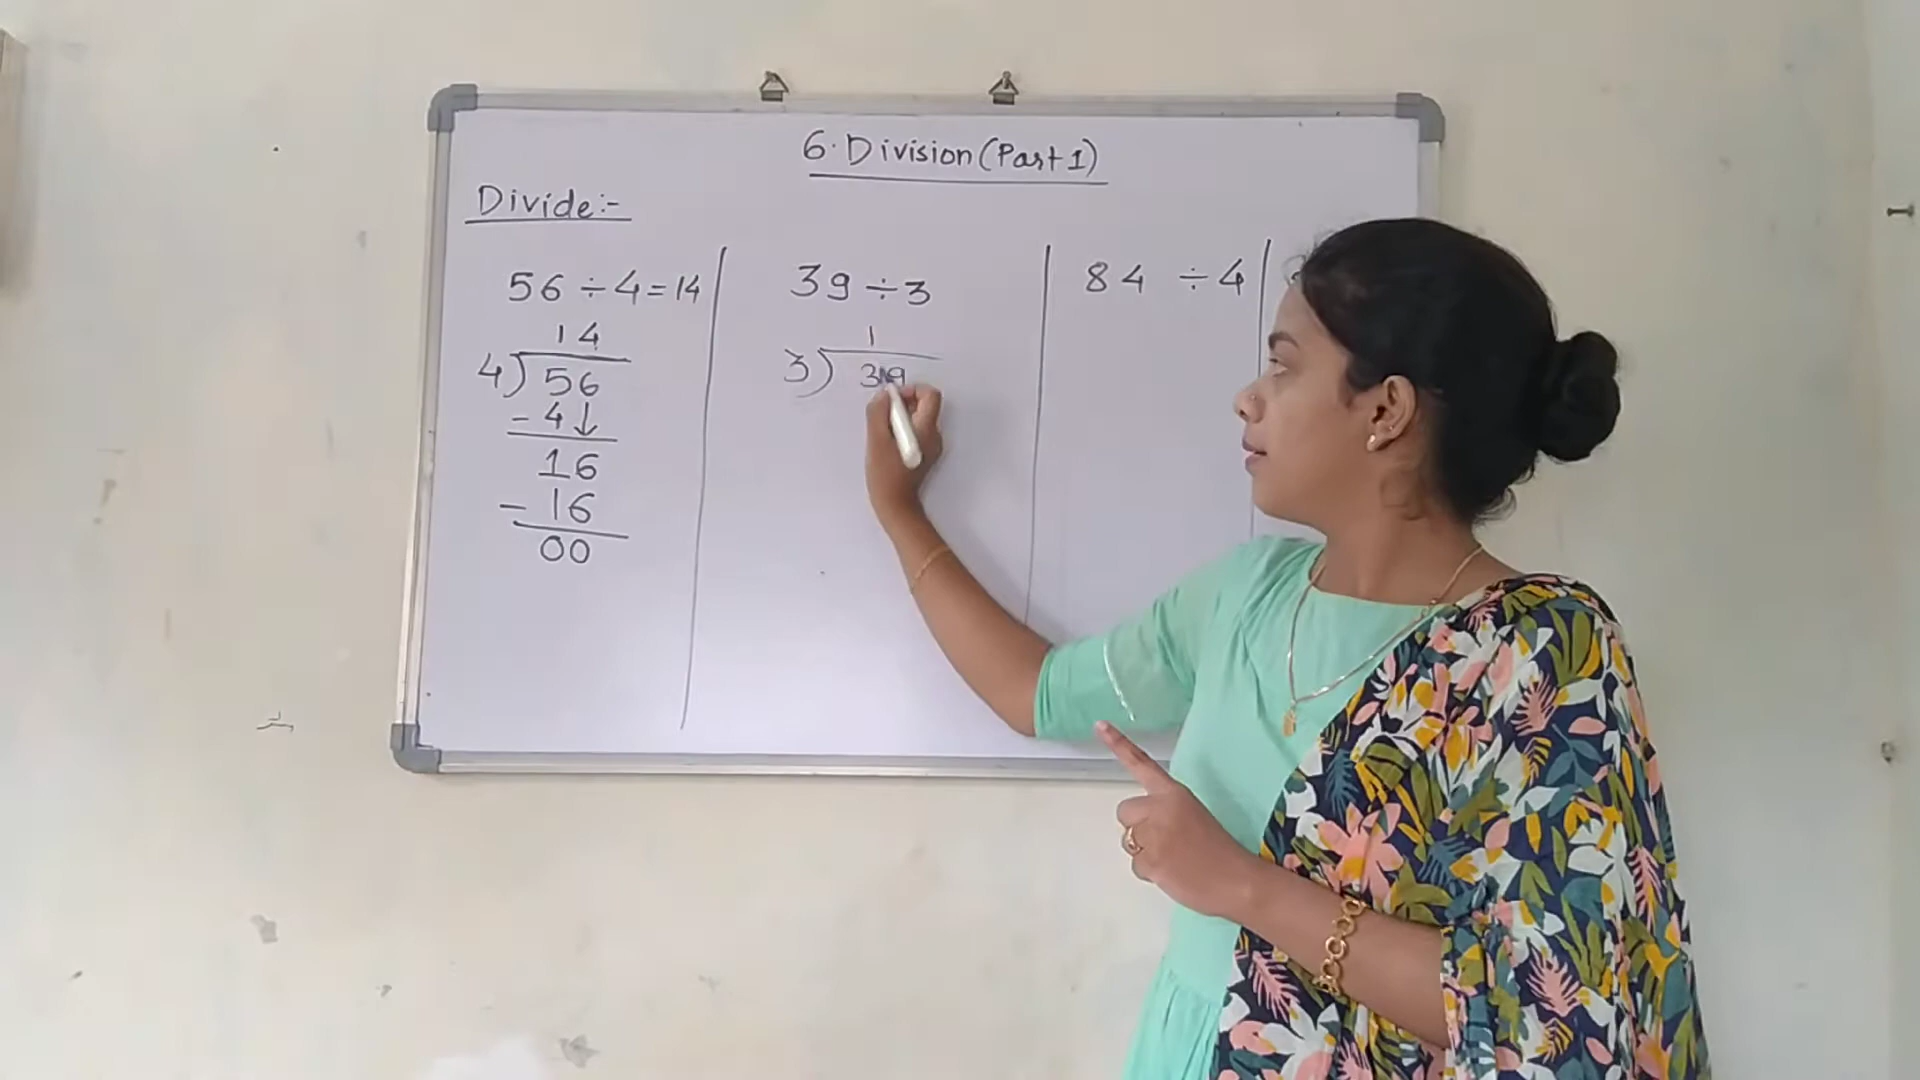 6. Division (Part 1)
Divide:-
56 ÷ 4 = 14
14
4) 56
- 4↓
16
- 16
00
39 ÷ 3
1
3) 39
84 ÷ 4